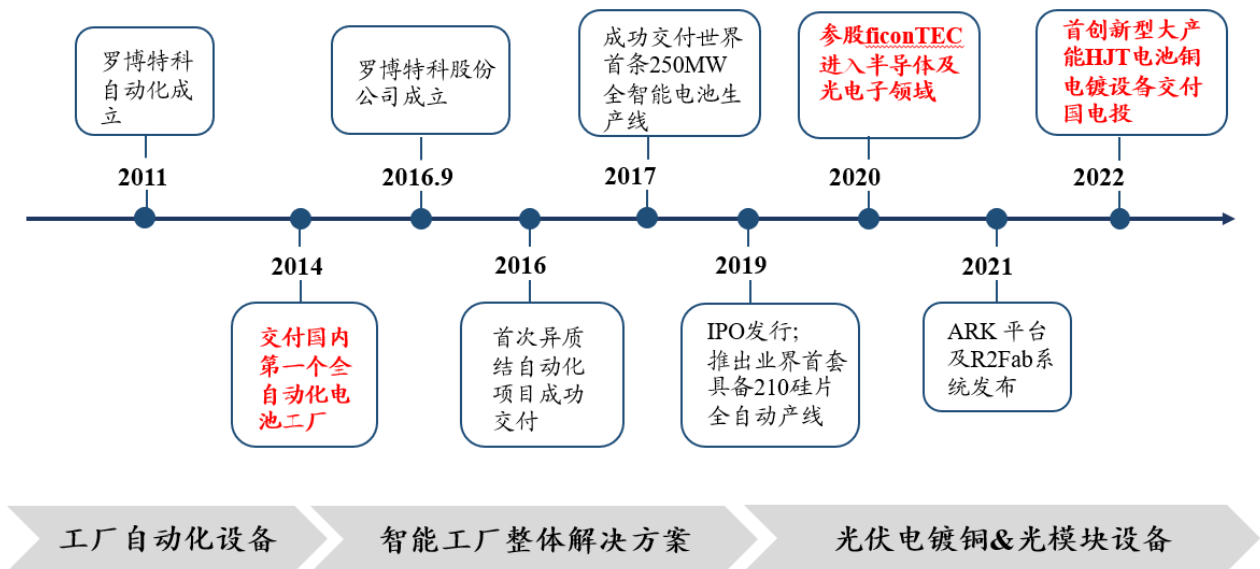 罗博特科
自动化成
立
2011
罗博特科股份
公司成立
2016.9
成功交付世界
首条250MW
全智能电池生
产线
2017
参股ficonTEC
进入半导体及
光电子领域
2020
首创新型大产
能HJT电池铜
电镀设备交付
国电投
2022
2014
交付国内
第一个全
自动化电
池工厂
2016
首次异质
结自动化
项目成功
交付
2019
IPO发行;
推出业界首套
具备210硅片
全自动产线
2021
ARK 平台
及R2Fab系
统发布
工厂自动化设备
智能工厂整体解决方案
光伏电镀铜&光模块设备